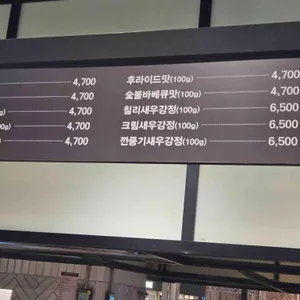 4,700 후라이드맛(100g) 4,700
4,700 숯불바베큐맛(100g) 4,700
g) 4,700 칠리새우강정(100g) 6,500
00g) 4,700 크림새우강정(100g) 6,500
) 4,700 깐풍기새우강정(100g) 6,500